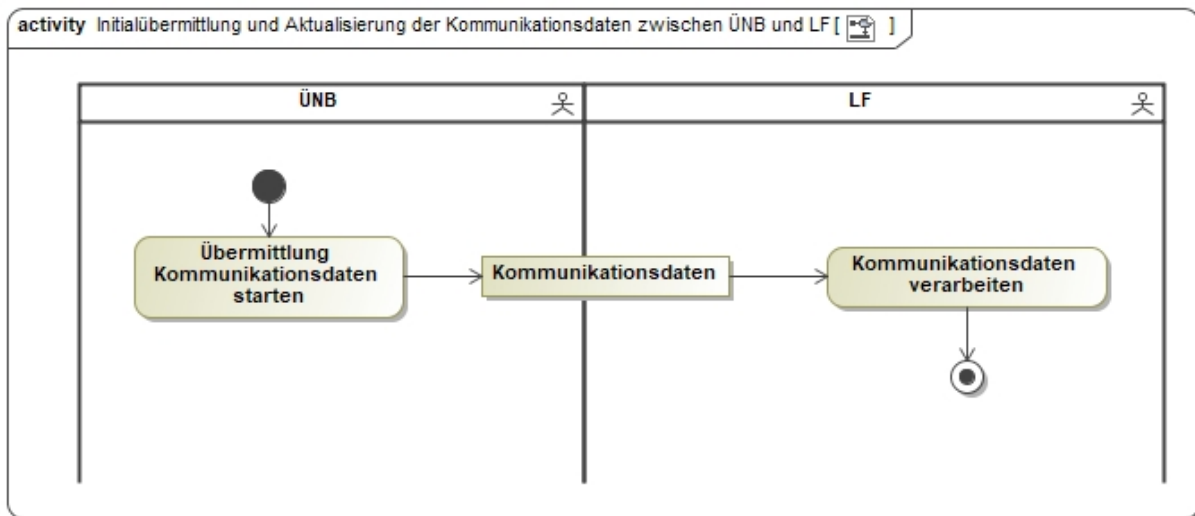 activity Initialübermittlung und Aktualisierung der Kommunikationsdaten zwischen ÜNB und LF [ ]
ÜNB
LF
Übermittlung
Kommunikationsdaten
starten
Kommunikationsdaten
Kommunikationsdaten
verarbeiten